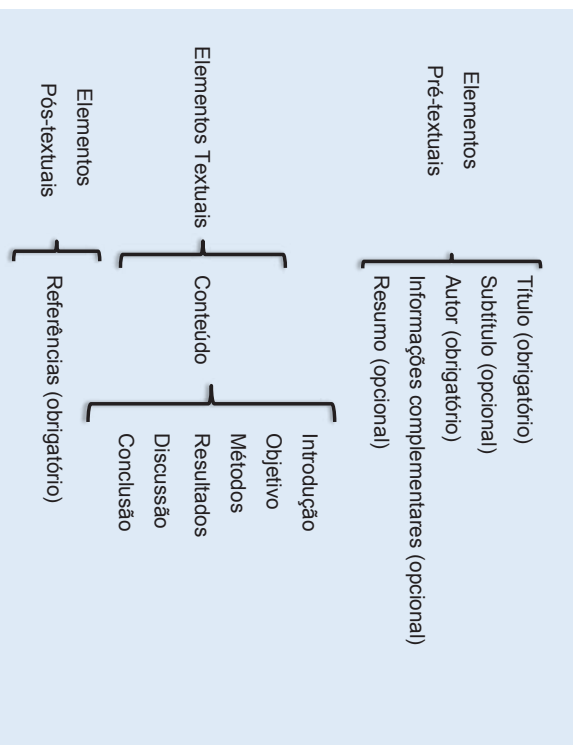 Elementos
Pré-textuais
Título (obrigatório)
Subtítulo (opcional)
Autor (obrigatório)
Informações complementares (opcional)
Resumo (opcional)
Elementos Textuais
Conteúdo
Introdução
Objetivo
Métodos
Resultados
Discussão
Conclusão
Elementos
Pós-textuais
Referências (obrigatório)